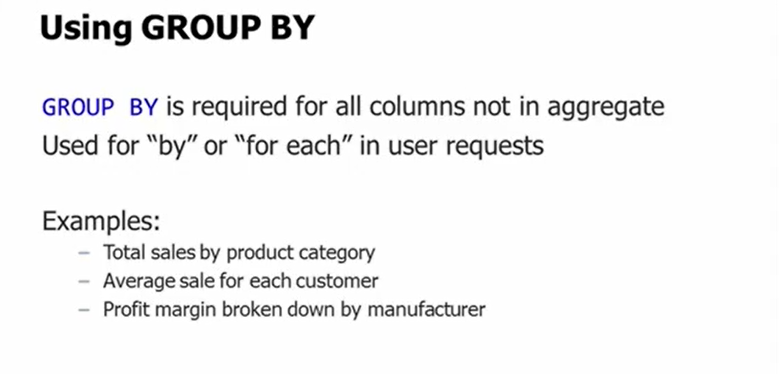 Using GROUP BY
GROUP BY is required for all columns not in aggregate
Used for “by” or “for each” in user requests
Examples:
– Total sales by product category
– Average sale for each customer
– Profit margin broken down by manufacturer